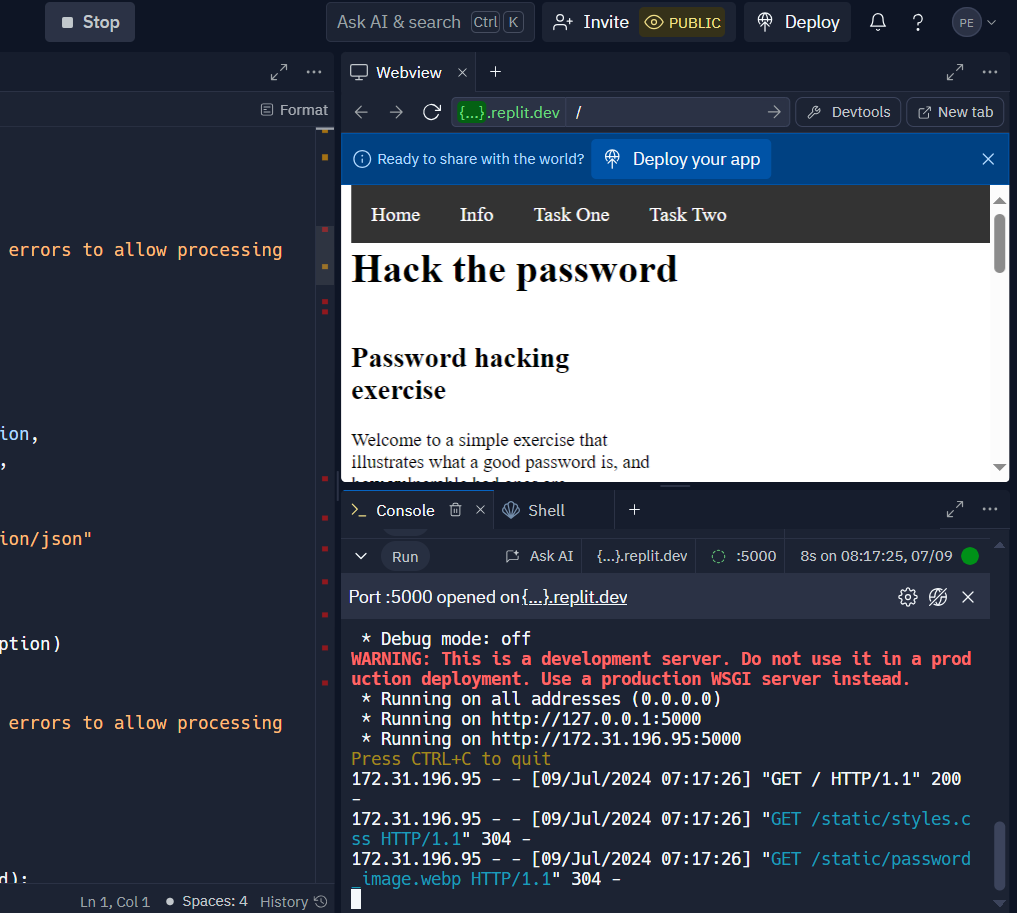 Stop
Ask AI & search Ctrl K
Invite PUBLIC
Deploy
?
PE
Webview
Format
{...}.replit.dev /
Devtools
New tab
Ready to share with the world? Deploy your app
Home Info Task One Task Two
Hack the password
Password hacking
exercise
Welcome to a simple exercise that
illustrates what a good password is, and
errors to allow processing
ion,
,
ion/json"
ption)
errors to allow processing
d):
Ln 1, Col 1 Spaces: 4 History
Console Shell
Run Ask AI {...}.replit.dev :5000 8s on 08:17:25, 07/09
Port :5000 opened on {...}.replit.dev
* Debug mode: off
WARNING: This is a development server. Do not use it in a prod
uction deployment. Use a production WSGI server instead.
* Running on all addresses (0.0.0.0)
* Running on http://127.0.0.1:5000
* Running on http://172.31.196.95:5000
Press CTRL+C to quit
172.31.196.95 - - [09/Jul/2024 07:17:26] "GET / HTTP/1.1" 200
-
172.31.196.95 - - [09/Jul/2024 07:17:26] "GET /static/styles.c
ss HTTP/1.1" 304 -
172.31.196.95 - - [09/Jul/2024 07:17:26] "GET /static/password
_image.webp HTTP/1.1" 304 -